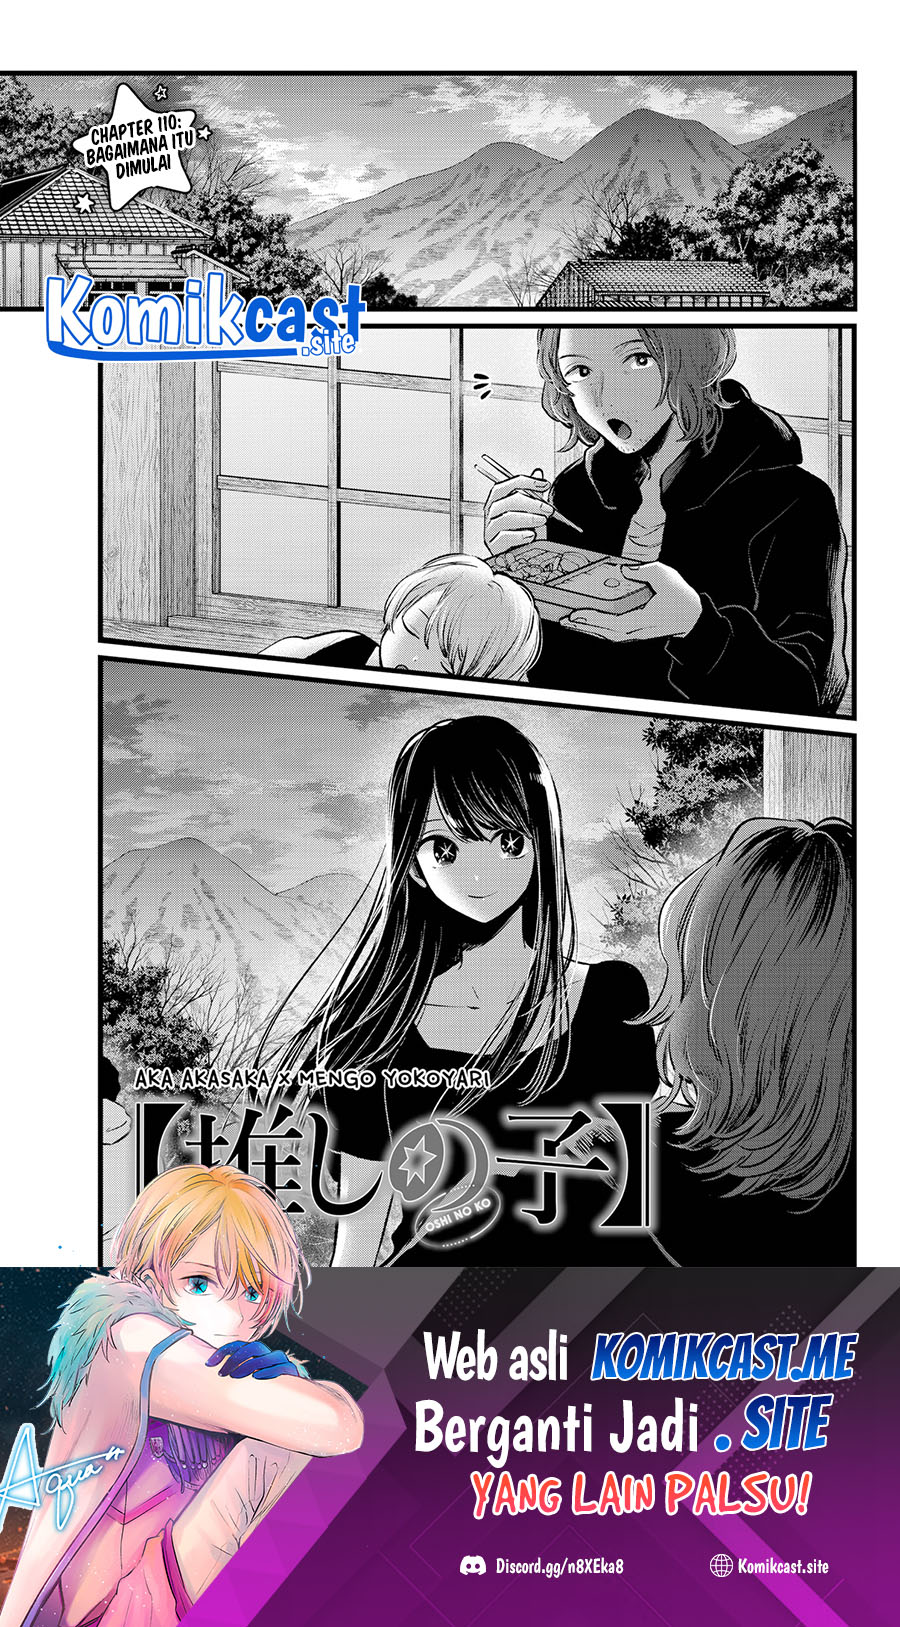 CHAPTER 110:
BAGAIMANA ITU
DIMULAI
Komikcast
.site
AKA AKASAKA X MENGO YOKOYARI
【推しの子】
OSHI NO KO
Web asli KOMIKCAST.ME
Berganti Jadi .SITE
YANG LAIN PALSU!
Aqua
Discord.gg/n8XEka8
Komikcast.site